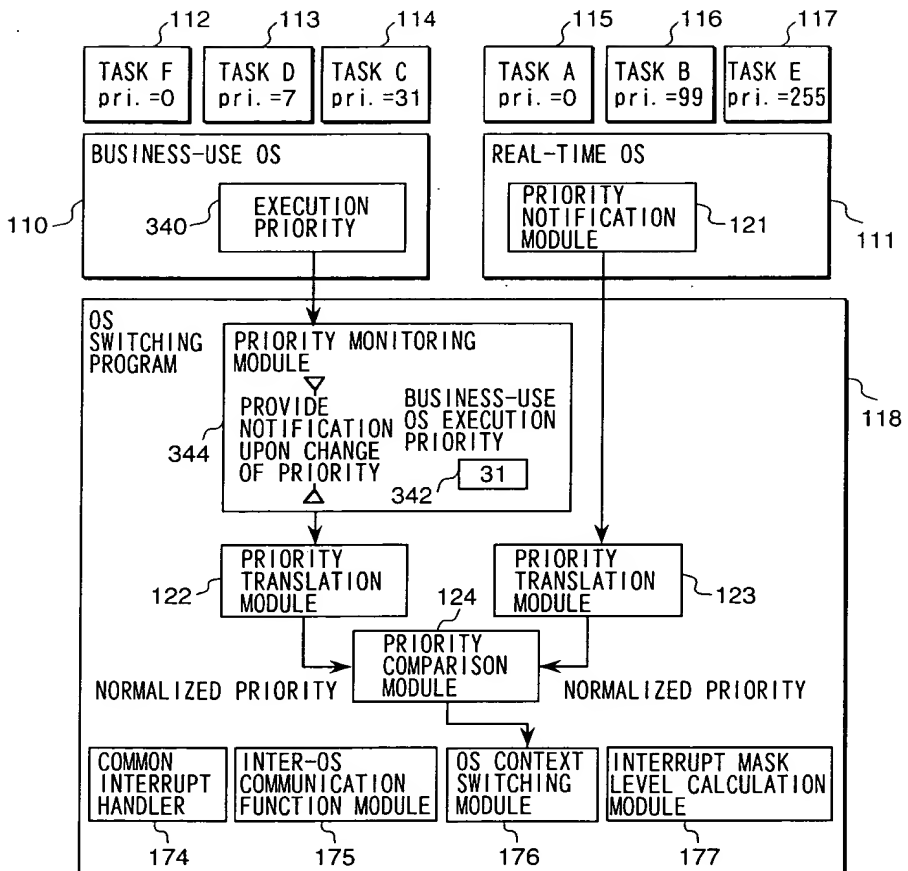 112
113
114
115
116
117
TASK F
pri.=0
TASK D
pri.=7
TASK C
pri.=31
TASK A
pri.=0
TASK B
pri.=99
TASK E
pri.=255
BUSINESS-USE OS
EXECUTION
PRIORITY
110
340
REAL-TIME OS
PRIORITY
NOTIFICATION
MODULE
121
111
OS
SWITCHING
PROGRAM
118
PRIORITY MONITORING
MODULE
PROVIDE
NOTIFICATION
UPON CHANGE
OF PRIORITY
BUSINESS-USE
OS EXECUTION
PRIORITY
31
344
342
PRIORITY
TRANSLATION
MODULE
122
PRIORITY
TRANSLATION
MODULE
123
124
PRIORITY
COMPARISON
MODULE
NORMALIZED PRIORITY
NORMALIZED PRIORITY
COMMON
INTERRUPT
HANDLER
INTER-OS
COMMUNICATION
FUNCTION MODULE
OS CONTEXT
SWITCHING
MODULE
INTERRUPT MASK
LEVEL CALCULATION
MODULE
174
175
176
177